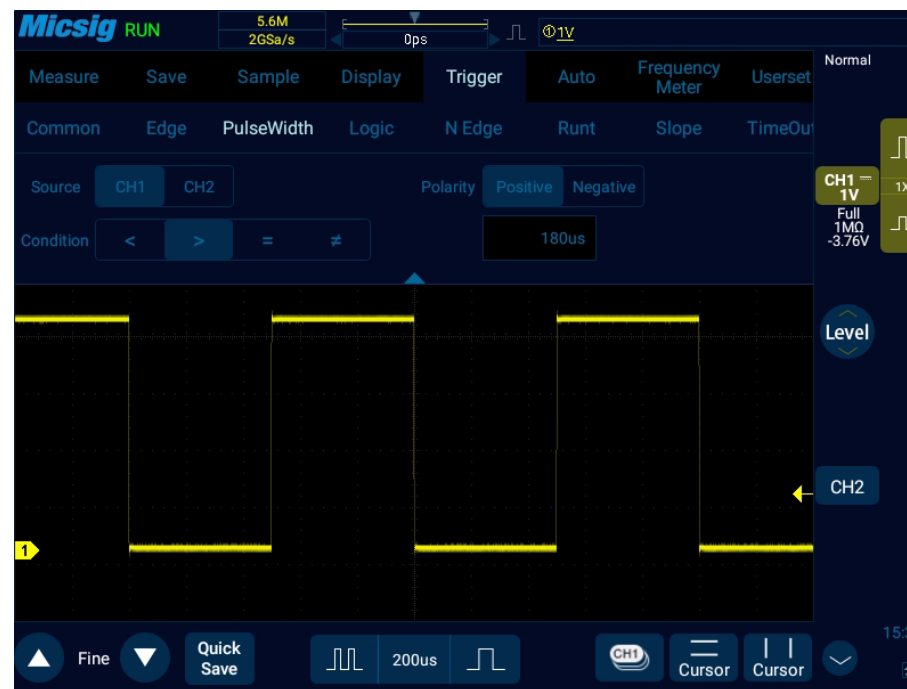 Micsig RUN
5.6M
2GSa/s
0ps
①1V
Measure Save Sample Display Trigger Auto Frequency Meter Userset
Normal
Common Edge PulseWidth Logic N Edge Runt Slope TimeOut
Source CH1 CH2 Polarity Positive Negative
CH1
1V
1X
Full
1MΩ
-3.76V
Condition < > = ≠ 180us
Level
CH2
1
Fine
Quick
Save
200us
CH1
Cursor
Cursor